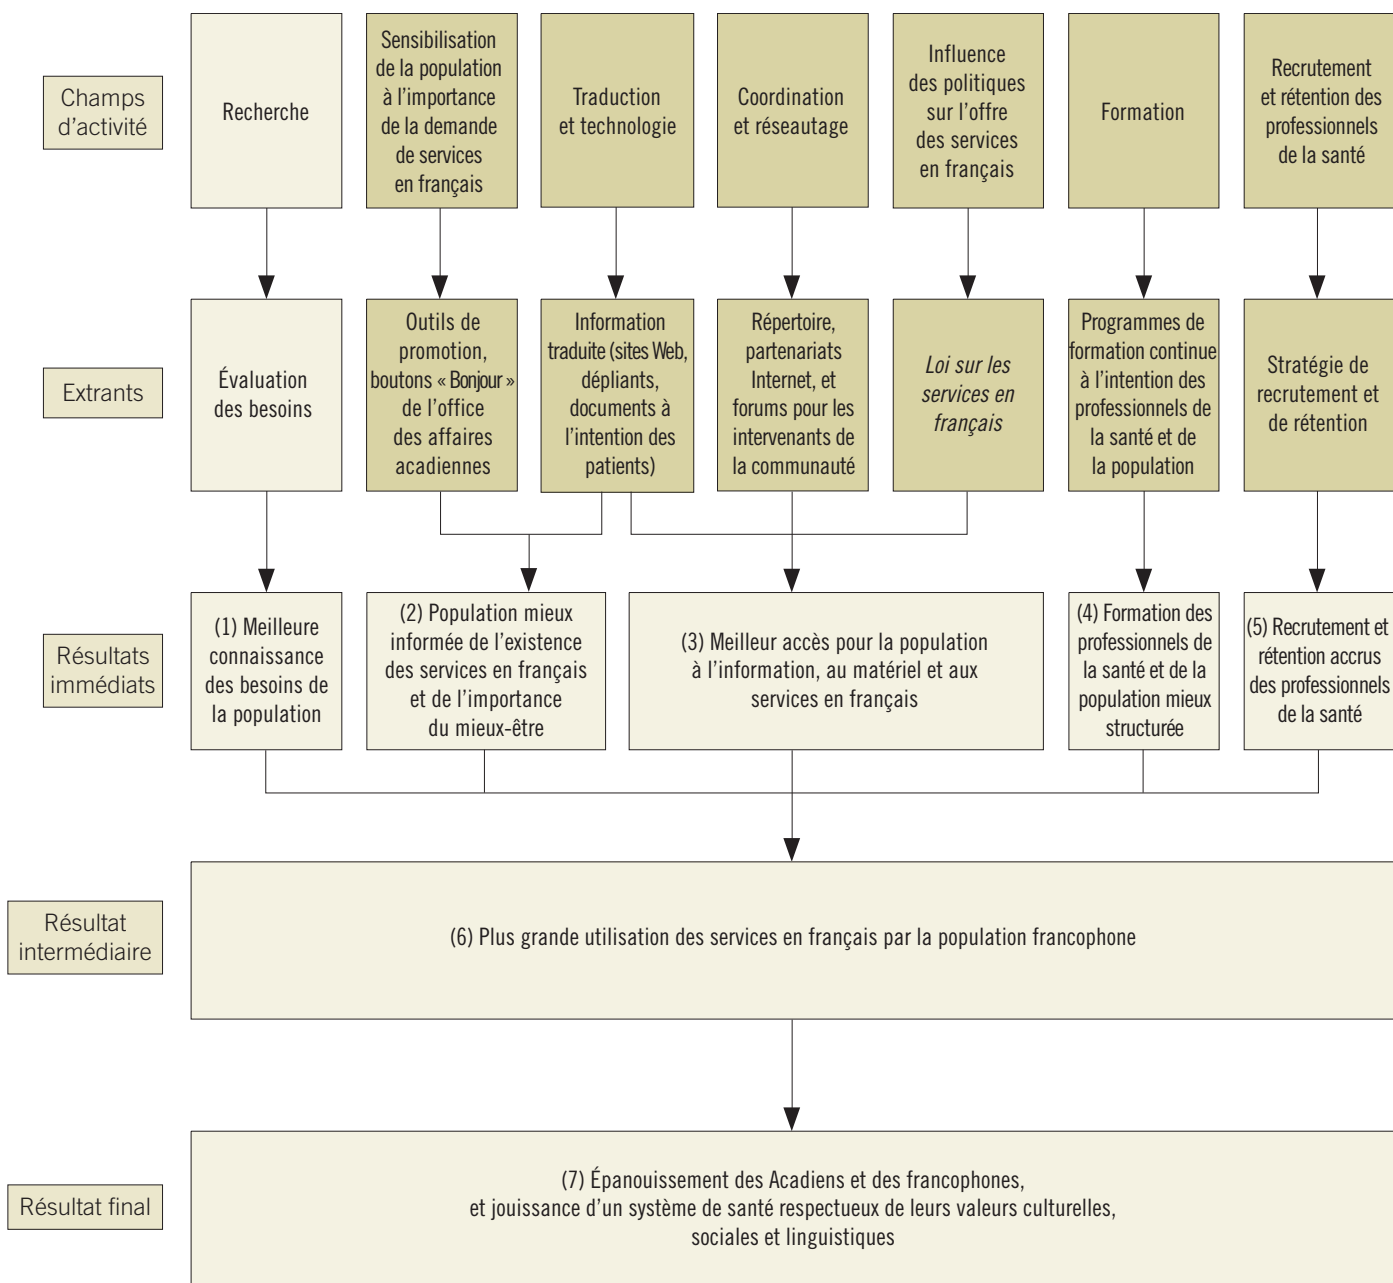 Champs
d'activité
Recherche
Sensibilisation
de la population
à l'importance
de la demande
de services
en français
Traduction
et technologie
Coordination
et réseautage
Influence
des politiques
sur l'offre
des services
en français
Formation
Recrutement
et rétention des
professionnels
de la santé
Extrants
Évaluation
des besoins
Outils de
promotion,
boutons « Bonjour »
de l'office
des affaires
acadiennes
Information
traduite (sites Web,
dépliants,
documents à
l'intention des
patients)
Répertoire,
partenariats
Internet, et
forums pour les
intervenants de
la communauté
Loi sur les
services en
français
Programmes de
formation continue
à l'intention des
professionnels de
la santé et de
la population
Stratégie de
recrutement et
de rétention
Résultats
immédiats
(1) Meilleure
connaissance
des besoins de
la population
(2) Population mieux
informée de l'existence
des services en français
et de l'importance
du mieux-être
(3) Meilleur accès pour la population
à l'information, au matériel et aux
services en français
(4) Formation des
professionnels de
la santé et de la
population mieux
structurée
(5) Recrutement et
rétention accrus
des professionnels
de la santé
Résultat
intermédiaire
(6) Plus grande utilisation des services en français par la population francophone
Résultat final
(7) Épanouissement des Acadiens et des francophones,
et jouissance d'un système de santé respectueux de leurs valeurs culturelles,
sociales et linguistiques